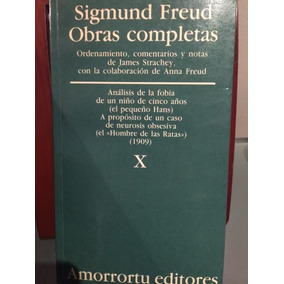 Sigmund Freud
Obras completas
Ordenamiento, comentarios y notas
de James Strachey,
con la colaboración de Anna Freud
Análisis de la fobia
de un niño de cinco años
(el pequeño Hans)
A propósito de un caso
de neurosis obsesiva
(el «Hombre de las Ratas»)
(1909)
X
Amorrortu editores